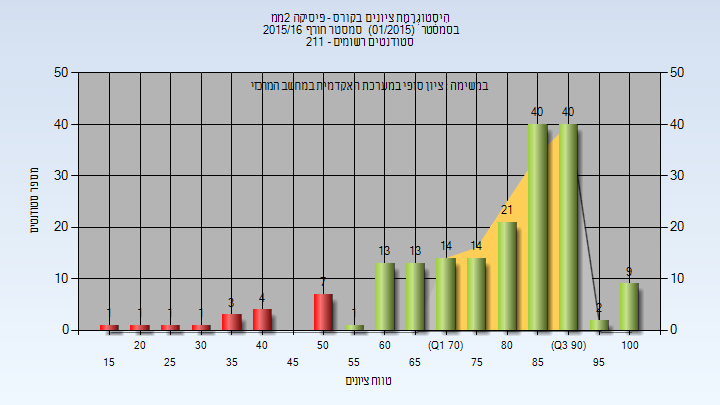 הִיסְטוֹגְרָמַת ציונים בקורס - פיסיקה 2ממ
בסמסטר (01/2015) סמסטר חורף 2015/16
סטודנטים רשומים - 211
במשימה : ציון סופי במערכת האקדמית במחשב המרכזי
50 50
40 40
30 30
20 20
10 10
0 0
מספר סטודנטים
1 1 1 1 3 4 7 1 13 13 14 14 21 40 40 2 9
20 30 40 50 60 (Q1 70) 80 (Q3 90) 100
15 25 35 45 55 65 75 85 95
טווח ציונים